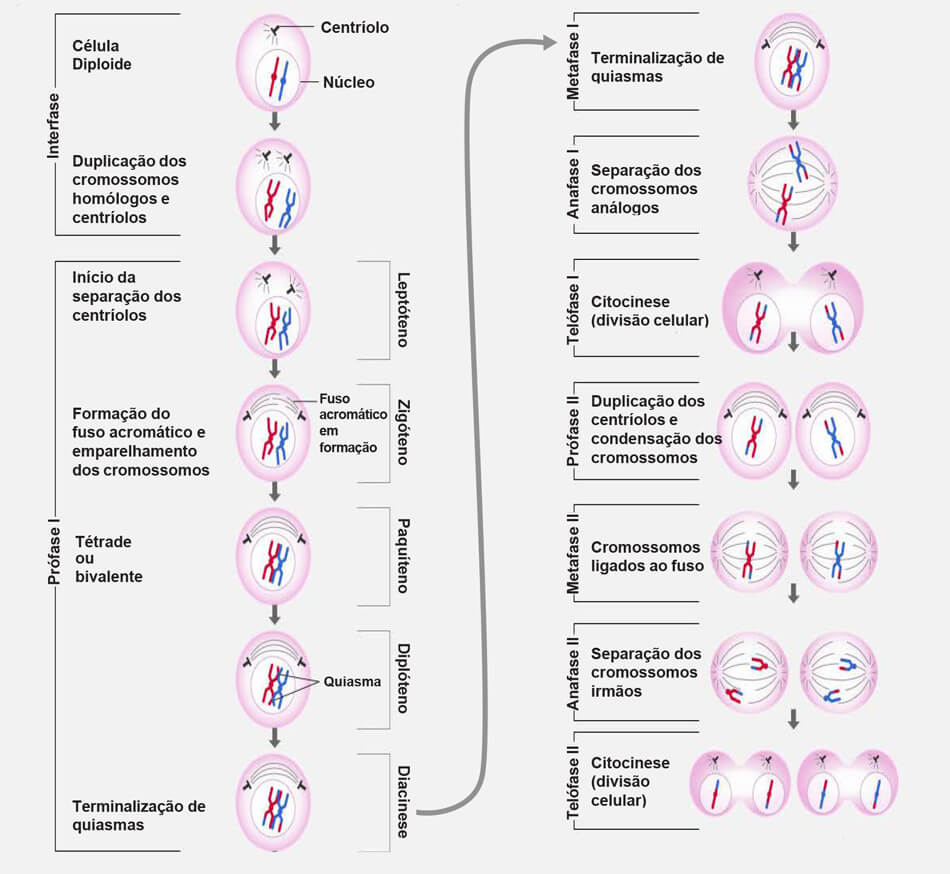 Interfase
Célula
Diploide
Centríolo
Núcleo
Duplicação dos
cromossomos
homólogos e
centríolos
Prófase I
Início da
separação dos
centríolos
Leptóteno
Formação do
fuso acromático e
emparelhamento
dos cromossomos
Fuso
acromático
em
formação
Zigóteno
Tétrade
ou
bivalente
Paquíteno
Quiasma
Diplóteno
Terminalização de
quiasmas
Diacinese
Metafase I
Terminalização de
quiasmas
Anafase I
Separação dos
cromossomos
análogos
Telófase I
Citocinese
(divisão celular)
Prófase II
Duplicação dos
centríolos e
condensação dos
cromossomos
Metafase II
Cromossomos
ligados ao fuso
Anafase II
Separação dos
cromossomos
irmãos
Telófase II
Citocinese
(divisão
celular)